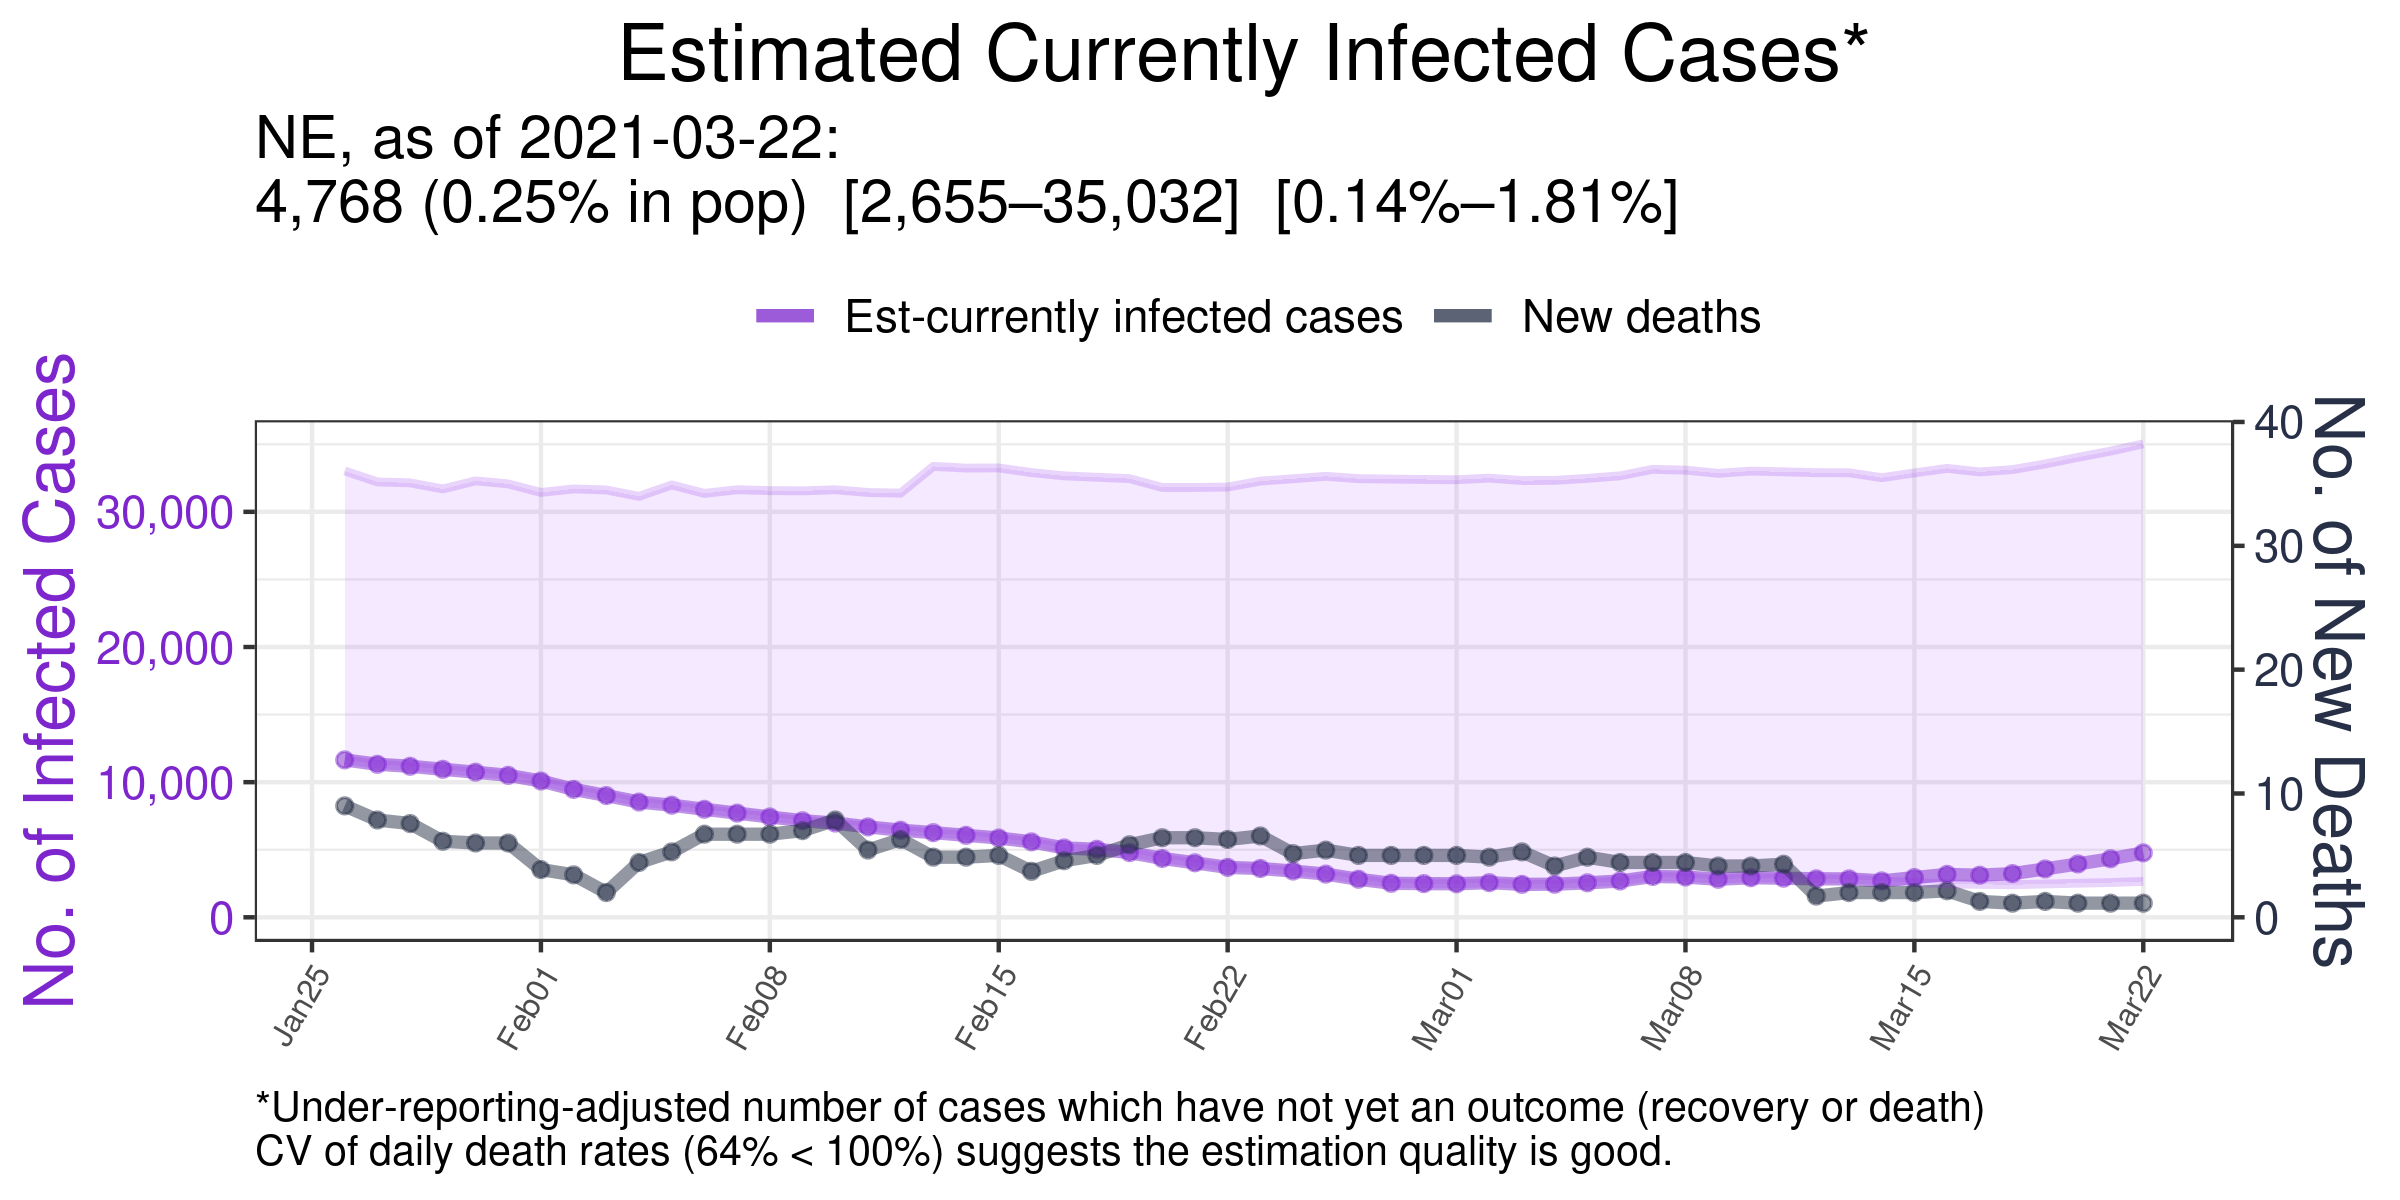 Estimated Currently Infected Cases*
NE, as of 2021-03-22:
4,768 (0.25% in pop)  [2,655–35,032]  [0.14%–1.81%]
Est-currently infected cases
New deaths
No. of Infected Cases
30,000
20,000
10,000
0
40
30
20
10
0
No. of New Deaths
Jan25
Feb01
Feb08
Feb15
Feb22
Mar01
Mar08
Mar15
Mar22
*Under-reporting-adjusted number of cases which have not yet an outcome (recovery or death)
CV of daily death rates (64% < 100%) suggests the estimation quality is good.